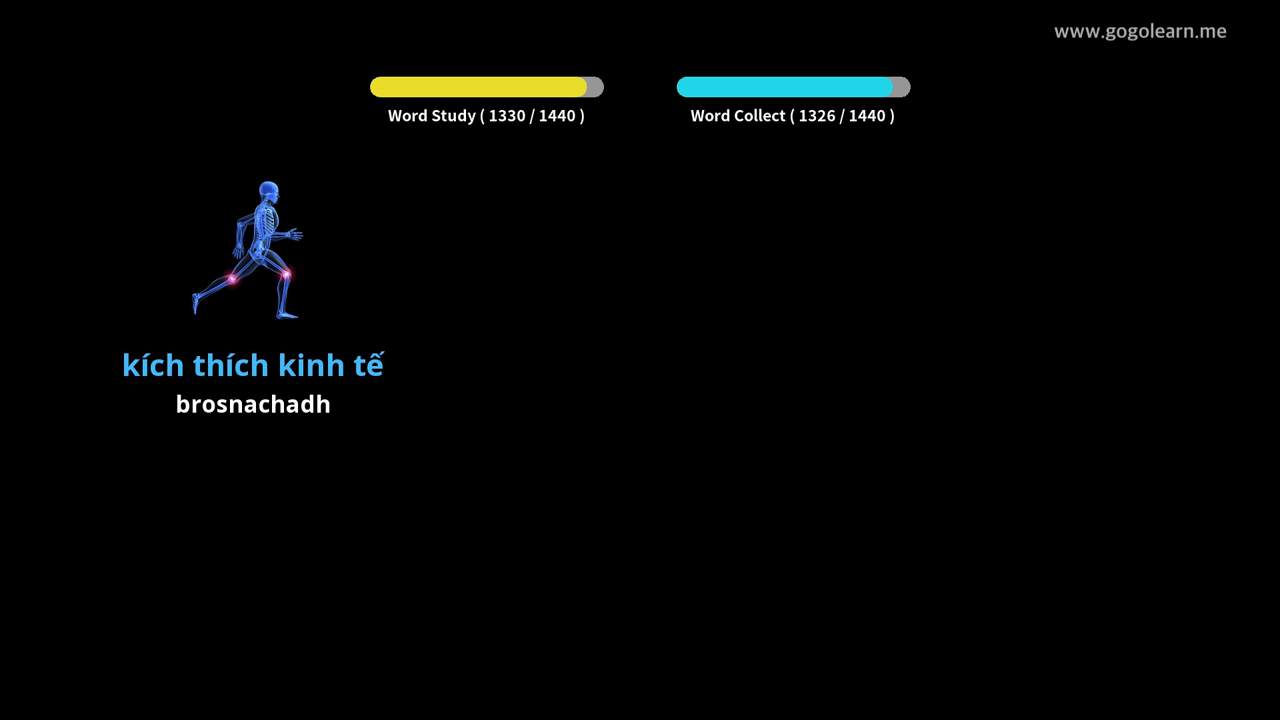 www.gogolearn.me
Word Study ( 1330 / 1440 )
Word Collect ( 1326 / 1440 )
kích thích kinh tế
brosnachadh